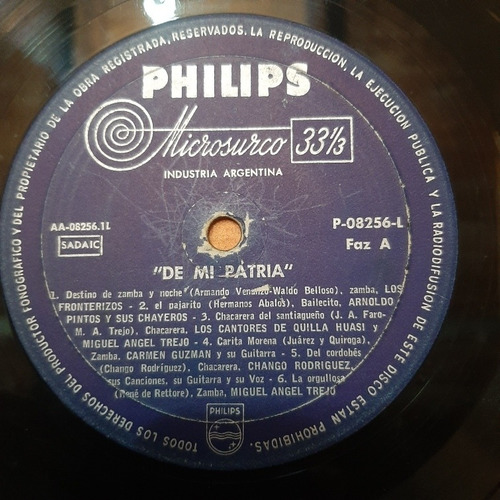 TODOS LOS DERECHOS DEL PRODUCTOR FONOGRAFICO Y DEL PROPIETARIO DE LA OBRA REGISTRADA, RESERVADOS. LA REPRODUCCION, LA EJECUCION PUBLICA Y LA RADIODIFUSION DE ESTE DISCO ESTAN PROHIBIDAS.
PHILIPS
Microsurco 33⅓
INDUSTRIA ARGENTINA
AA-08256.1L
SADAIC
P-08256-L
Faz A
"DE MI PATRIA"
1. Destino de zamba y noche (Armando Venanzo-Waldo Belloso), zamba, LOS
FRONTERIZOS - 2. el pajarito (Hermanos Abalos), Bailecito, ARNOLDO
PINTOS Y SUS CHAYEROS - 3. Chacarera del santiagueño (J. A. Faro-
M. A. Trejo), Chacarera, LOS CANTORES DE QUILLA HUASI y
MIGUEL ANGEL TREJO - 4. Carita Morena (Juárez y Quiroga),
Zamba, CARMEN GUZMAN y su Guitarra - 5. Del cordobés
(Chango Rodríguez), Chacarera, CHANGO RODRIGUEZ,
sus Canciones, su Guitarra y su Voz - 6. La orgullosa
(René de Rettore), Zamba, MIGUEL ANGEL TREJO
PHILIPS